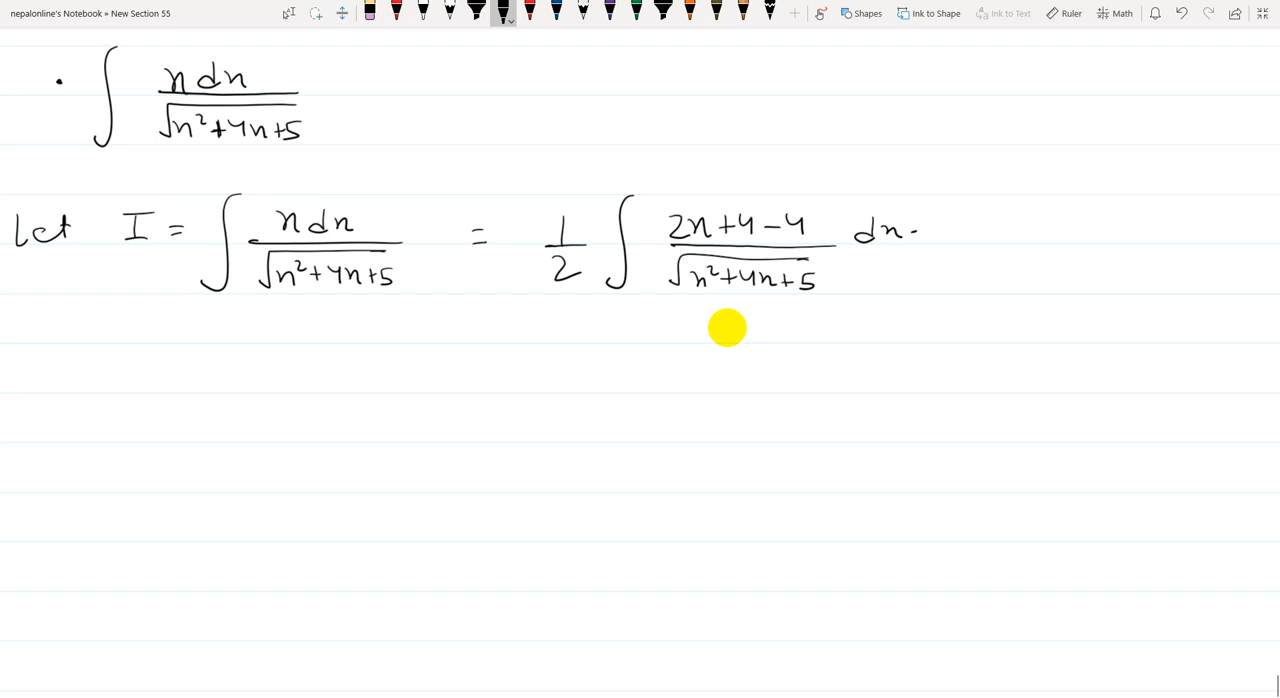 nepalonline's Notebook » New Section 55 Shapes Ink to Shape Ink to Text Ruler Math
· ∫ x dx / √(x² + 4x + 5)
Let I = ∫ x dx / √(x² + 4x + 5) = 1/2 ∫ (2x + 4 - 4) / √(x² + 4x + 5) dx.